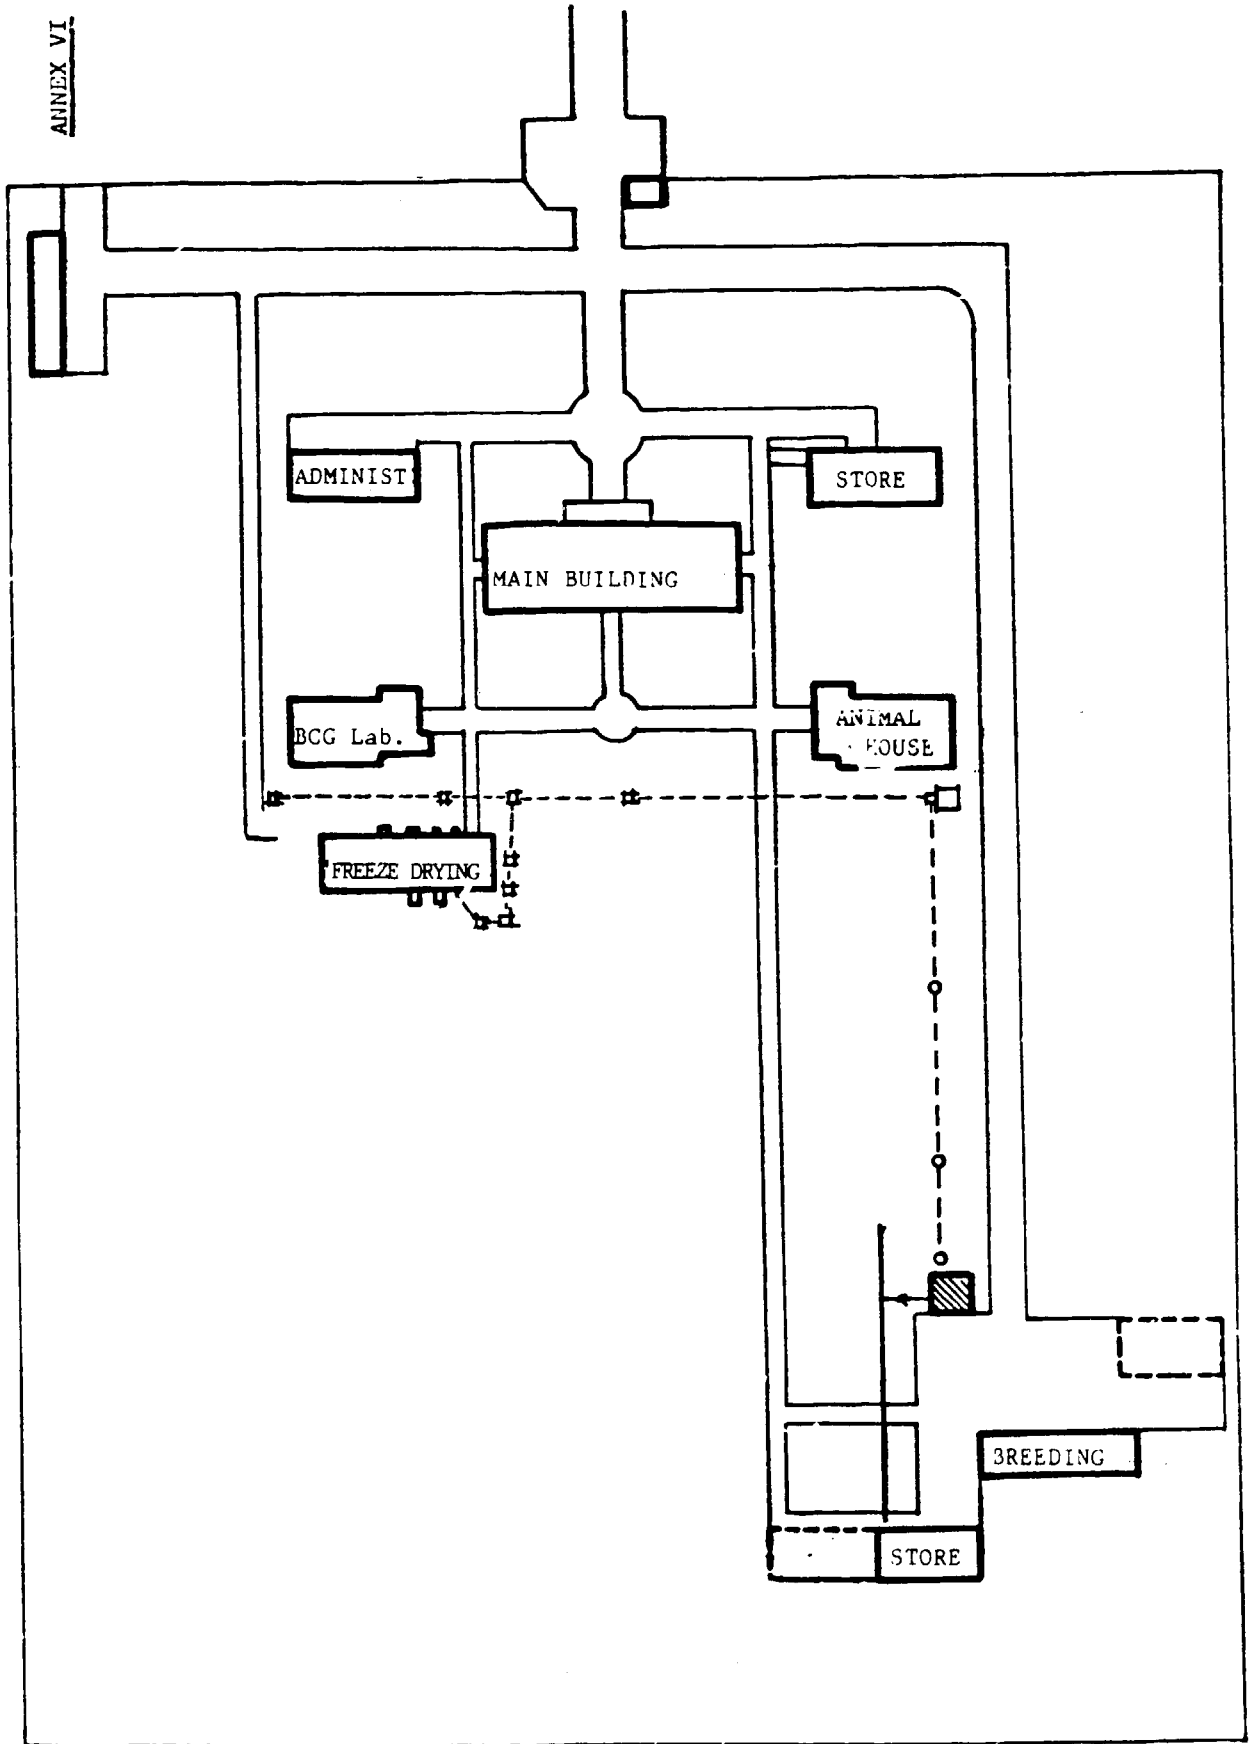 ANNEX VI
ADMINIST
STORE
MAIN BUILDING
BCG Lab.
ANIMAL
HOUSE
FREEZE DRYING
BREEDING
STORE